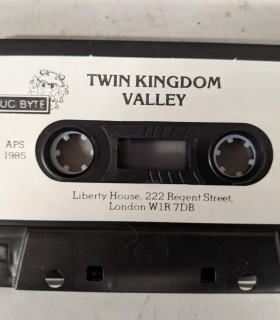 TWIN KINGDOM
VALLEY
UG BYTE
APS
1985
Liberty House, 222 Regent Street,
London W1R 7DB